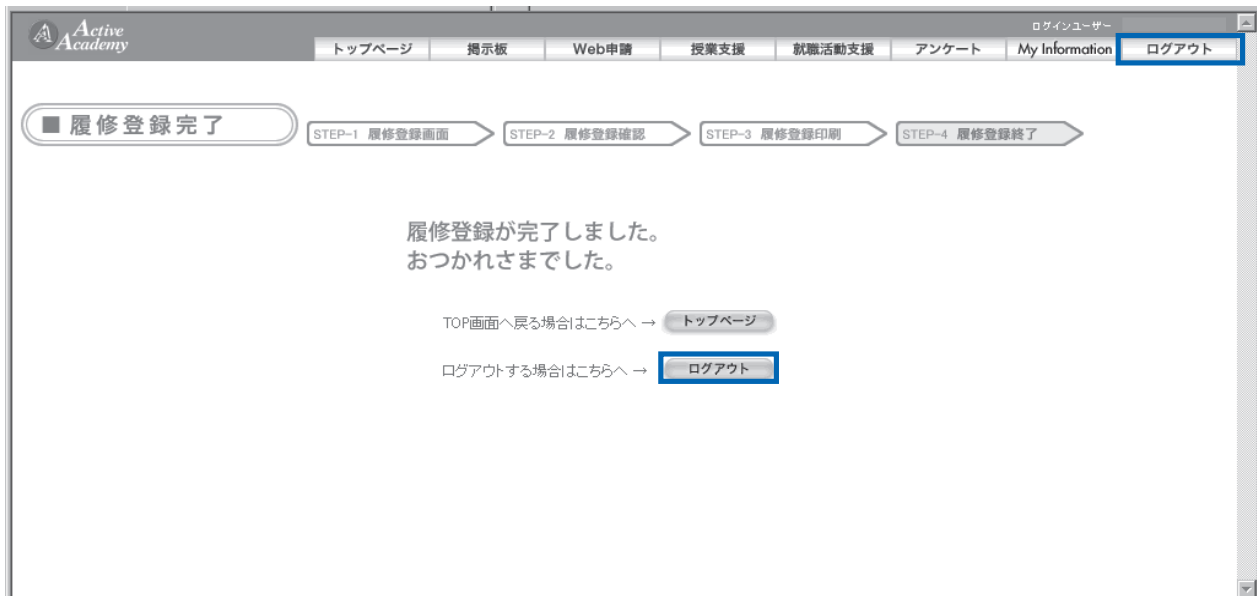 Active
Academy
ログインユーザー
トップページ 掲示板 Web申請 授業支援 就職活動支援 アンケート My Information ログアウト
■ 履修登録完了
STEP-1 履修登録画面 STEP-2 履修登録確認 STEP-3 履修登録印刷 STEP-4 履修登録終了
履修登録が完了しました。
おつかれさまでした。
TOP画面へ戻る場合はこちらへ → トップページ
ログアウトする場合はこちらへ → ログアウト